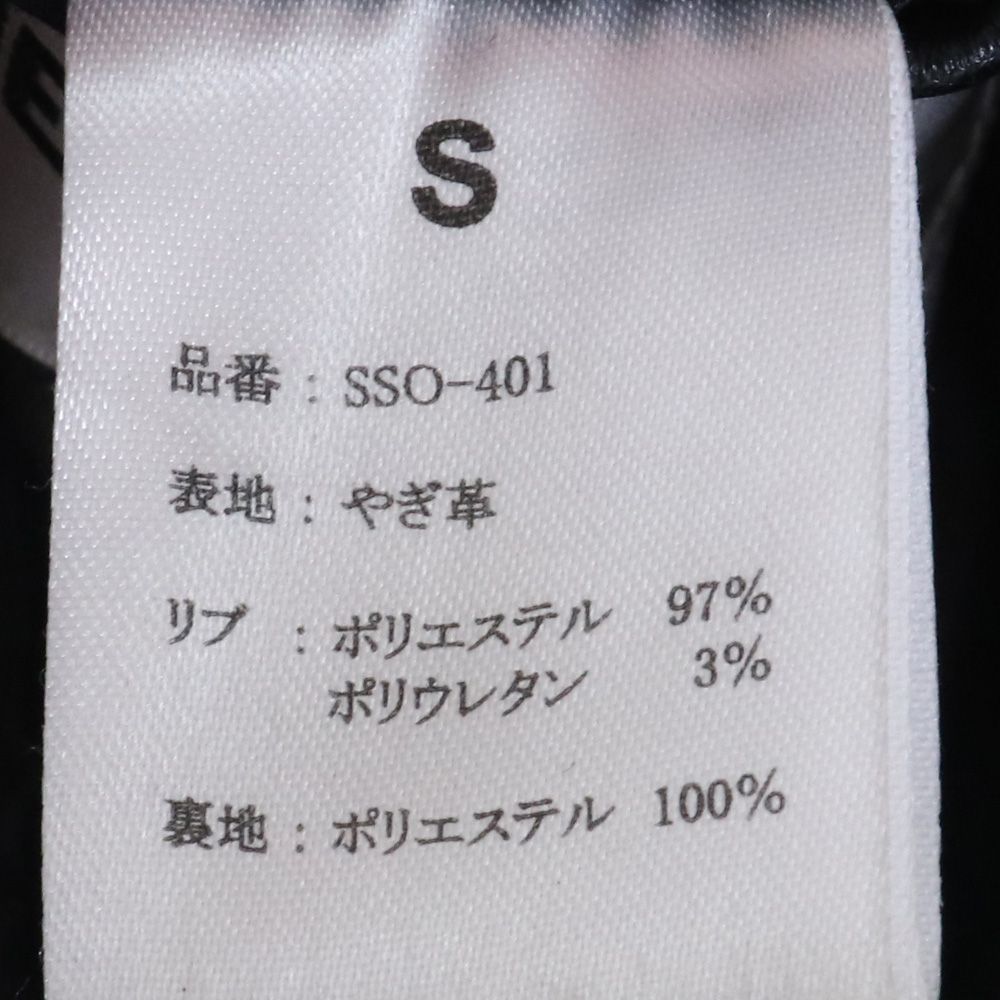 S
品番 : SSO-401
表地 : やぎ革
リブ : ポリエステル 97%
ポリウレタン 3%
裏地 : ポリエステル 100%